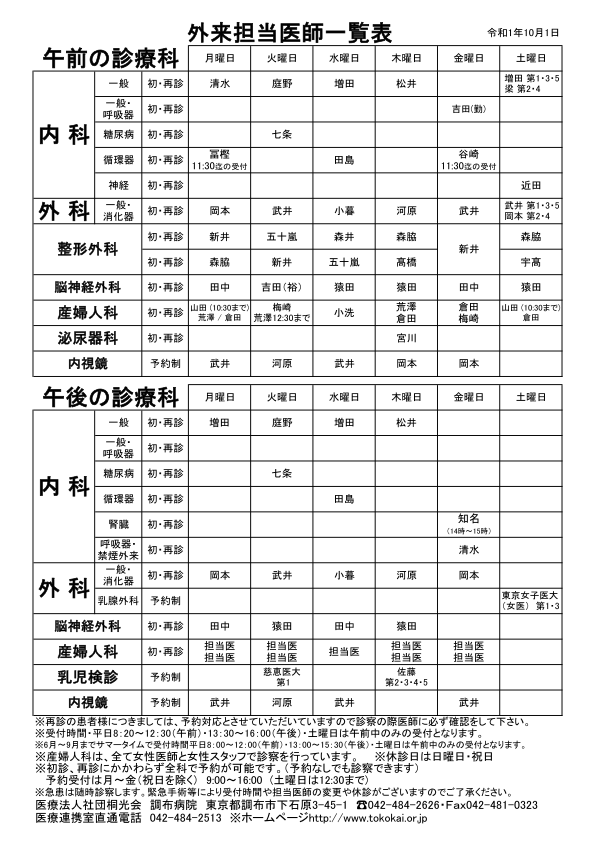 外来担当医師一覧表
令和1年10月1日
午前の診療科 月曜日 火曜日 水曜日 木曜日 金曜日 土曜日
内 科
一般 初・再診 清水 庭野 増田 松井 増田 第1・3・5
梁 第2・4
一般・
呼吸器 初・再診 吉田(勤)
糖尿病 初・再診 七条
循環器 初・再診 冨樫
11:30迄の受付 田島 谷崎
11:30迄の受付
神経 初・再診 近田
外 科 一般・
消化器 初・再診 岡本 武井 小暮 河原 武井 武井 第1・3・5
岡本 第2・4
整形外科
初・再診 新井 五十嵐 森井 森脇 新井 森脇
初・再診 森脇 新井 五十嵐 高橋 宇高
脳神経外科 初・再診 田中 吉田(裕) 猿田 猿田 田中 猿田
産婦人科 初・再診 山田(10:30まで)
荒澤 / 倉田 梅崎
荒澤12:30まで 小洗 荒澤
倉田 倉田
梅崎 山田(10:30まで)
倉田
泌尿器科 初・再診 宮川
内視鏡 予約制 武井 河原 武井 岡本 岡本
午後の診療科 月曜日 火曜日 水曜日 木曜日 金曜日 土曜日
内 科
一般 初・再診 増田 庭野 増田 松井
一般・
呼吸器 初・再診
糖尿病 初・再診 七条
循環器 初・再診 田島
腎臓 初・再診 知名
(14時~15時)
呼吸器・
禁煙外来 初・再診 清水
外 科
一般・
消化器 初・再診 岡本 武井 小暮 河原 岡本
乳腺外科 予約制 東京女子医大
(女医) 第1・3
脳神経外科 初・再診 田中 猿田 田中 猿田
産婦人科 初・再診 担当医
担当医 担当医
担当医 担当医 担当医
担当医 担当医
担当医
乳児検診 予約制 慈恵医大
第1 佐藤
第2・3・4・5
内視鏡 予約制 武井 河原 武井 武井
※再診の患者様につきましては、予約対応とさせていただいていますので診察の際医師に必ず確認をして下さい。
※受付時間・平日8:20~12:30(午前)・13:30~16:00(午後)・土曜日は午前中のみの受付となります。
※6月~9月までサマータイムで受付時間平日8:00~12:00(午前)・13:00~15:30(午後)・土曜日は午前中のみの受付となります。
※産婦人科は、全て女性医師と女性スタッフで診察を行っています。 ※休診日は日曜日・祝日
※初診、再診にかかわらず全科で予約が可能です。(予約なしでも診察できます)
予約受付は月~金(祝日を除く) 9:00~16:00 (土曜日は12:30まで)
※急患は随時診察します。緊急手術等により受付時間や担当医師の変更や休診がございますのでご了承ください。
医療法人社団桐光会 調布病院 東京都調布市下石原3-45-1 ☎042-484-2626・Fax042-481-0323
医療連携室直通電話 042-484-2513 ※ホームページhttp://www.tokokai.or.jp